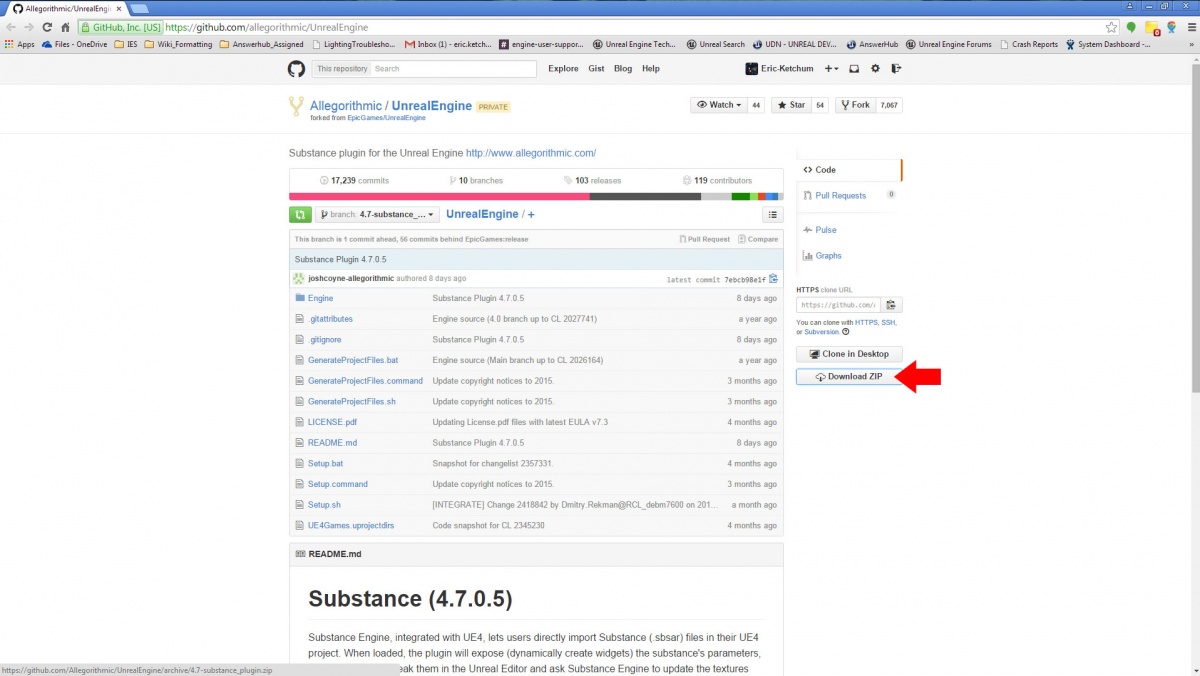 Allegorithmic/UnrealEngin
GitHub, Inc. [US] https://github.com/allegorithmic/UnrealEngine
Apps Files - OneDrive IES Wiki_Formatting Answerhub_Assigned LightingTroublesho... Inbox (1) - eric.ketch... engine-user-suppor... Unreal Engine Tech... Unreal Search UDN - UNREAL DEV... AnswerHub Unreal Engine Forums Crash Reports System Dashboard -... »
This repository Search Explore Gist Blog Help Eric-Ketchum
Allegorithmic / UnrealEngine PRIVATE
forked from EpicGames/UnrealEngine
Watch 44 Star 54 Fork 7,067
Substance plugin for the Unreal Engine http://www.allegorithmic.com/
17,239 commits 10 branches 103 releases 119 contributors
branch: 4.7-substance_... UnrealEngine / +
This branch is 1 commit ahead, 56 commits behind EpicGames:release Pull Request Compare
Substance Plugin 4.7.0.5
joshcoyne-allegorithmic authored 8 days ago latest commit 7ebcb98e1f
Engine Substance Plugin 4.7.0.5 8 days ago
.gitattributes Engine source (4.0 branch up to CL 2027741) a year ago
.gitignore Substance Plugin 4.7.0.5 8 days ago
GenerateProjectFiles.bat Engine source (Main branch up to CL 2026164) a year ago
GenerateProjectFiles.command Update copyright notices to 2015. 3 months ago
GenerateProjectFiles.sh Update copyright notices to 2015. 3 months ago
LICENSE.pdf Updating License.pdf files with latest EULA v7.3 4 months ago
README.md Substance Plugin 4.7.0.5 8 days ago
Setup.bat Snapshot for changelist 2357331. 4 months ago
Setup.command Update copyright notices to 2015. 3 months ago
Setup.sh [INTEGRATE] Change 2418842 by Dmitry.Rekman@RCL_debm7600 on 201... a month ago
UE4Games.uprojectdirs Code snapshot for CL 2345230 4 months ago
README.md
Substance (4.7.0.5)
Substance Engine, integrated with UE4, lets users directly import Substance (.sbsar) files in their UE4
project. When loaded, the plugin will expose (dynamically create widgets) the substance's parameters,
eak them in the Unreal Editor and ask Substance Engine to update the textures
Code
Pull Requests 0
Pulse
Graphs
HTTPS clone URL
https://github.com/
You can clone with HTTPS, SSH,
or Subversion.
Clone in Desktop
Download ZIP
https://github.com/Allegorithmic/UnrealEngine/archive/4.7-substance_plugin.zip